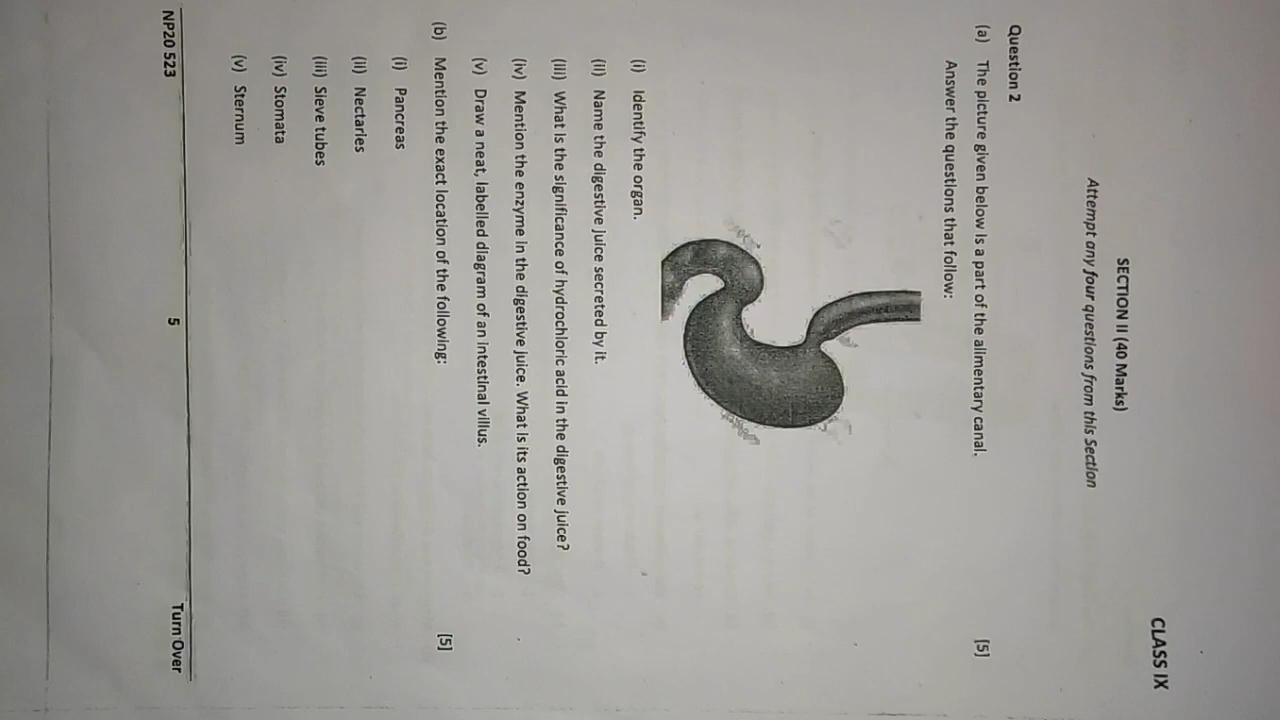 CLASS IX
SECTION II (40 Marks)
Attempt any four questions from this Section
Question 2
(a) The picture given below is a part of the alimentary canal. [5]
Answer the questions that follow:
(i) Identify the organ.
(ii) Name the digestive juice secreted by it.
(iii) What is the significance of hydrochloric acid in the digestive juice?
(iv) Mention the enzyme in the digestive juice. What is its action on food?
(v) Draw a neat, labelled diagram of an intestinal villus.
(b) Mention the exact location of the following: [5]
(i) Pancreas
(ii) Nectaries
(iii) Sieve tubes
(iv) Stomata
(v) Sternum
NP20 523 5 Turn Over